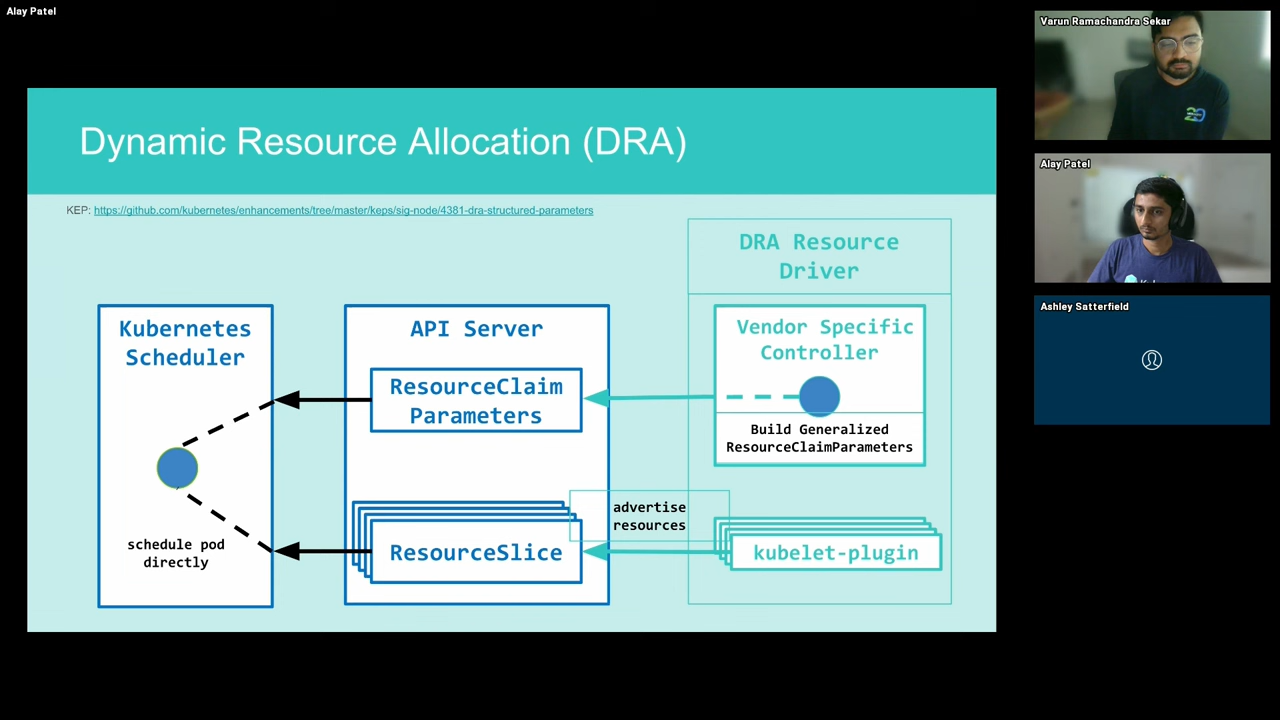 Alay Patel
Dynamic Resource Allocation (DRA)
KEP: https://github.com/kubernetes/enhancements/tree/master/keps/sig-node/4381-dra-structured-parameters
Kubernetes
Scheduler
schedule pod
directly
API Server
ResourceClaim
Parameters
ResourceSlice
advertise
resources
DRA Resource
Driver
Vendor Specific
Controller
Build Generalized
ResourceClaimParameters
kubelet-plugin
Varun Ramachandra Sekar
Alay Patel
Ashley Satterfield